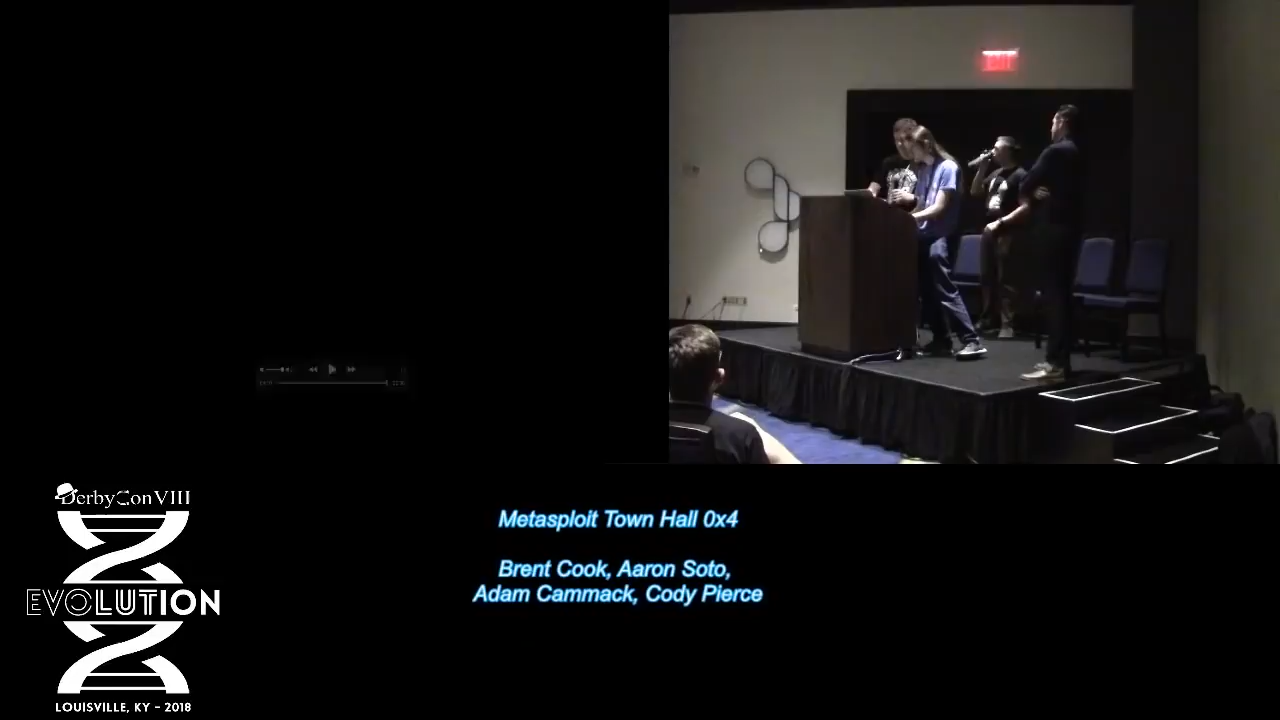 EXIT
DerbyCon VIII
EVOLUTION
LOUISVILLE, KY - 2018
Metasploit Town Hall 0x4
Brent Cook, Aaron Soto,
Adam Cammack, Cody Pierce